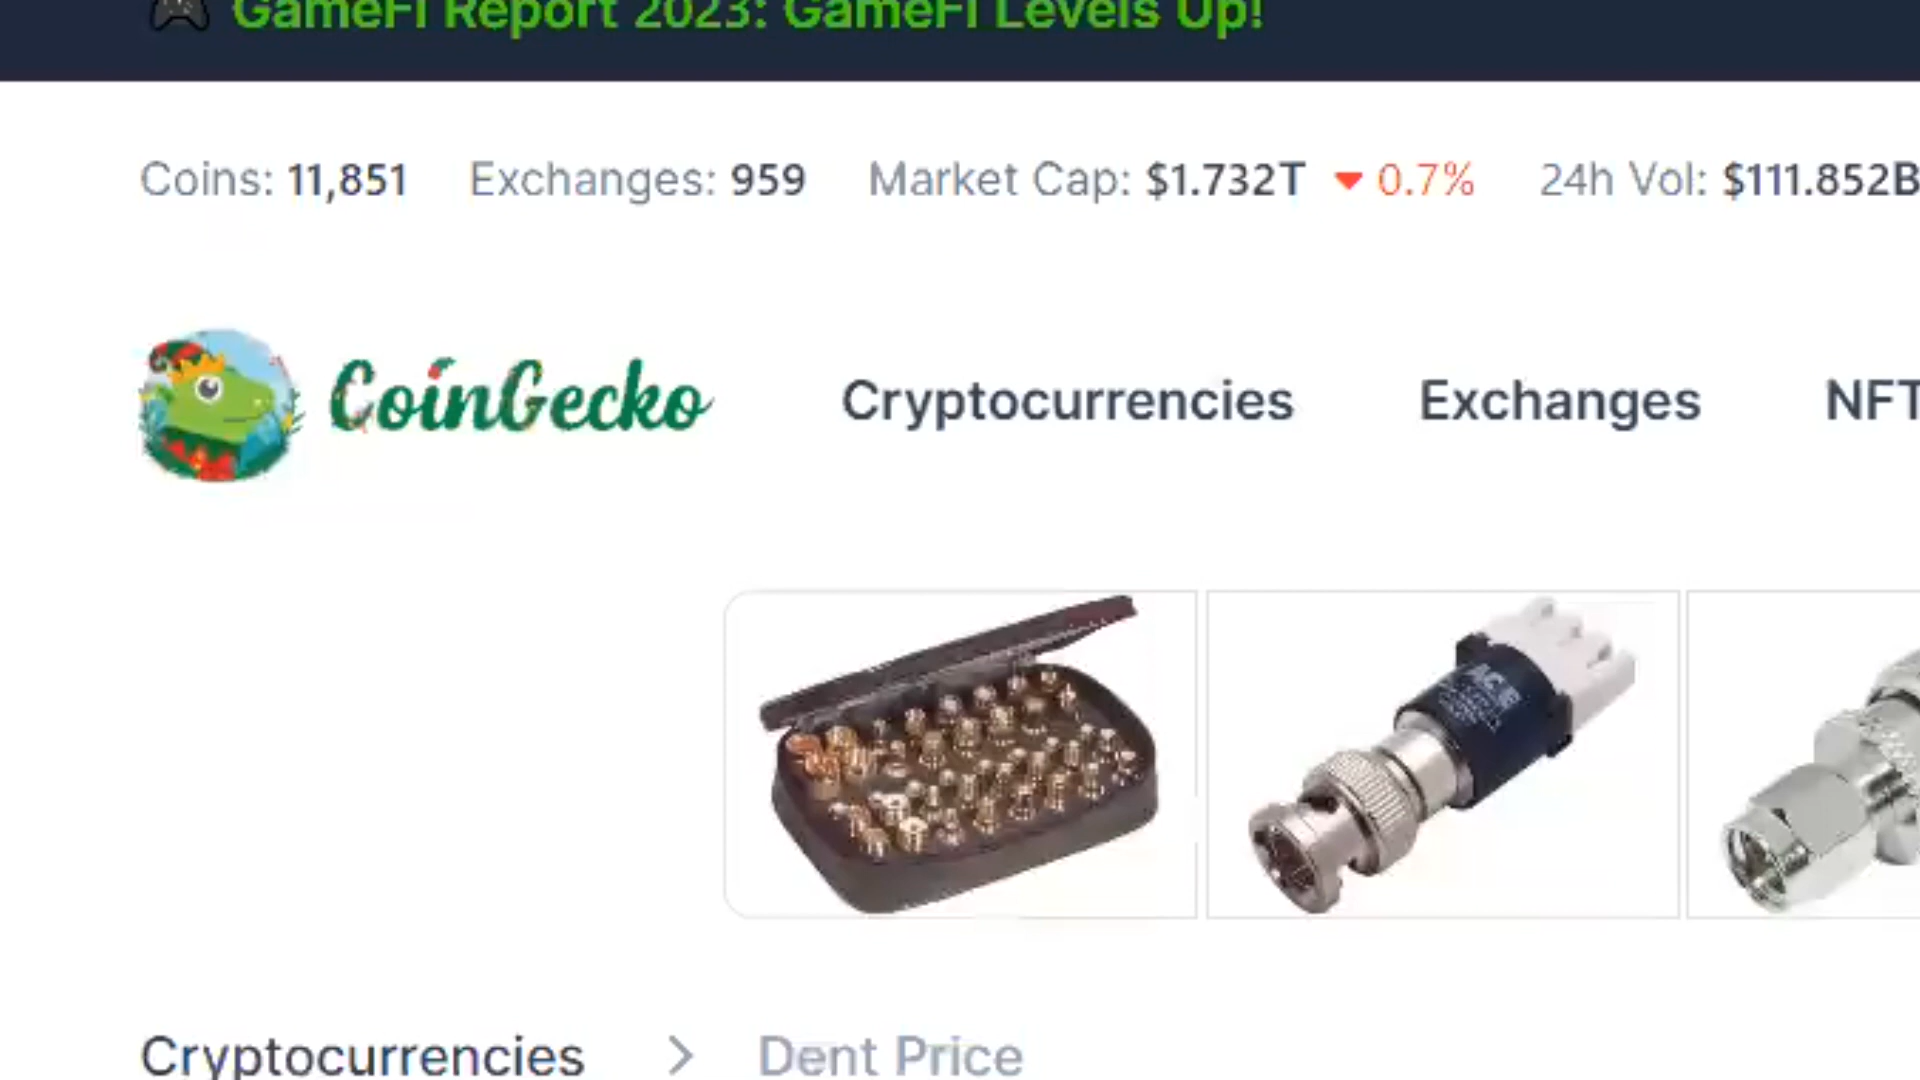 GameFi Report 2023: GameFi Levels Up!
Coins: 11,851 Exchanges: 959 Market Cap: $1.732T 0.7% 24h Vol: $111.852B
CoinGecko Cryptocurrencies Exchanges NFT
Cryptocurrencies > Dent Price